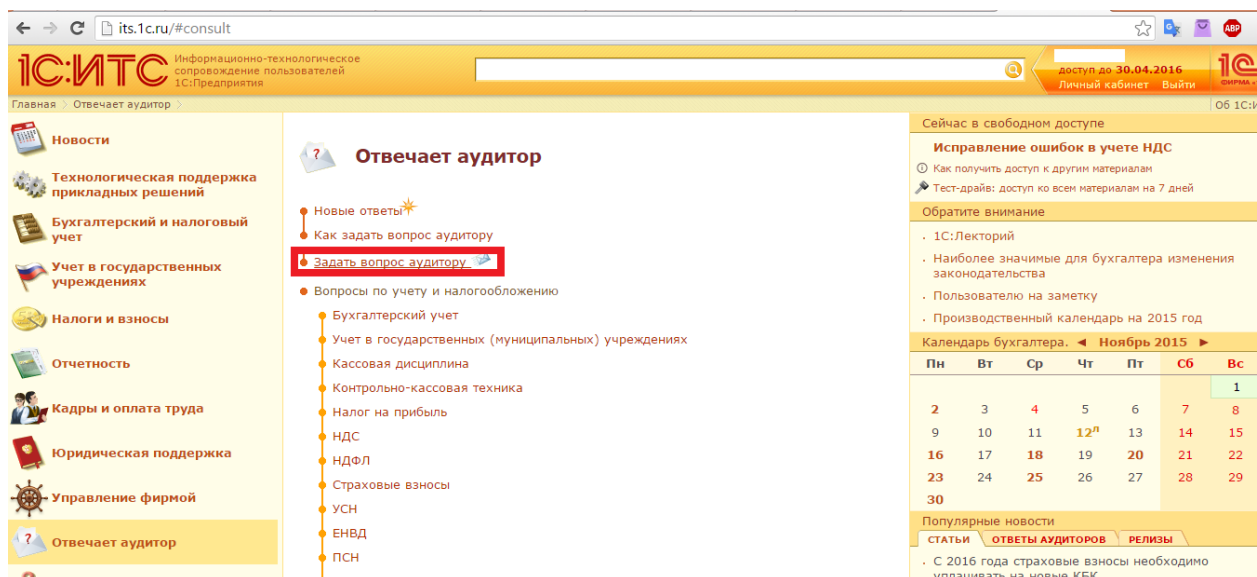 its.1c.ru/#consult
ABP
1С:ИТС
Информационно-технологическое
сопровождение пользователей
1С:Предприятия
доступ до 30.04.2016
Личный кабинет Выйти
1С
Главная > Отвечает аудитор >
Об 1С:И
Новости
Технологическая поддержка
прикладных решений
Бухгалтерский и налоговый
учет
Учет в государственных
учреждениях
Налоги и взносы
Отчетность
Кадры и оплата труда
Юридическая поддержка
Управление фирмой
Отвечает аудитор
Отвечает аудитор
Новые ответы
Как задать вопрос аудитору
Задать вопрос аудитору
Вопросы по учету и налогообложению
Бухгалтерский учет
Учет в государственных (муниципальных) учреждениях
Кассовая дисциплина
Контрольно-кассовая техника
Налог на прибыль
НДС
НДФЛ
Страховые взносы
УСН
ЕНВД
ПСН
Сейчас в свободном доступе
Исправление ошибок в учете НДС
Как получить доступ к другим материалам
Тест-драйв: доступ ко всем материалам на 7 дней
Обратите внимание
1С:Лекторий
Наиболее значимые для бухгалтера изменения
законодательства
Пользователю на заметку
Производственный календарь на 2015 год
Календарь бухгалтера. ◄ Ноябрь 2015 ►
Пн Вт Ср Чт Пт Сб Вс
1
2 3 4 5 6 7 8
9 10 11 12л 13 14 15
16 17 18 19 20 21 22
23 24 25 26 27 28 29
30
Популярные новости
СТАТЬИ ОТВЕТЫ АУДИТОРОВ РЕЛИЗЫ
С 2016 года страховые взносы необходимо
уплачивать на новые КБК